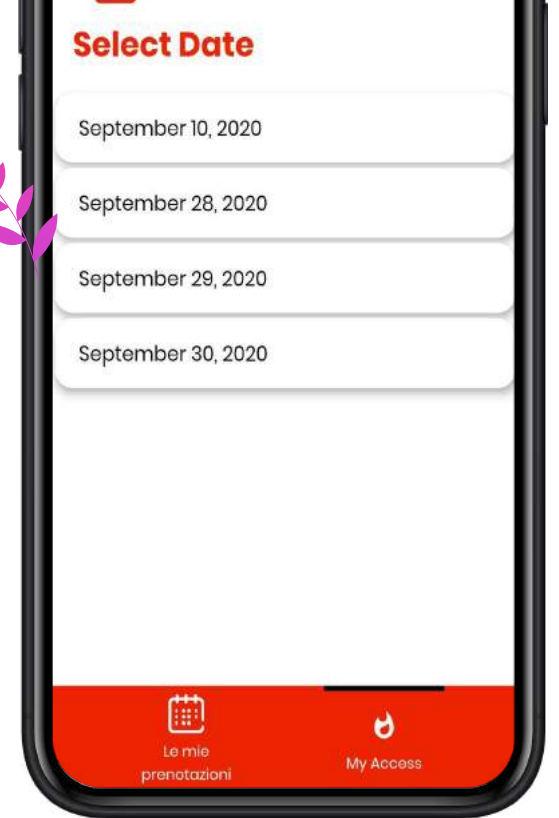 Select Date
September 10, 2020
September 28, 2020
September 29, 2020
September 30, 2020
Le mie
prenotazioni
My Access